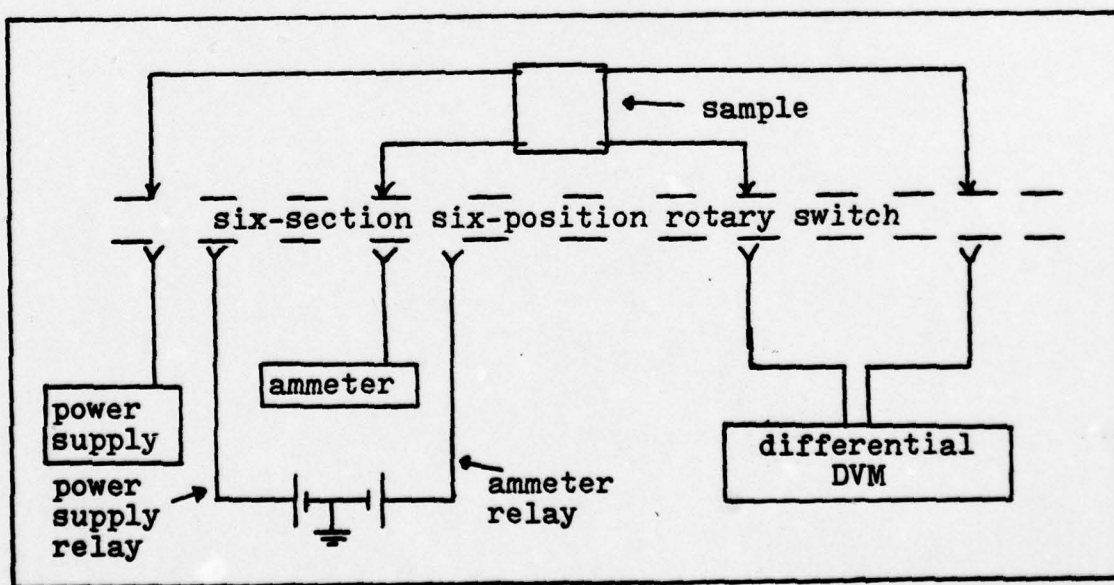 sample
six-section six-position rotary switch
ammeter
power
supply
differential
DVM
power
supply
relay
ammeter
relay